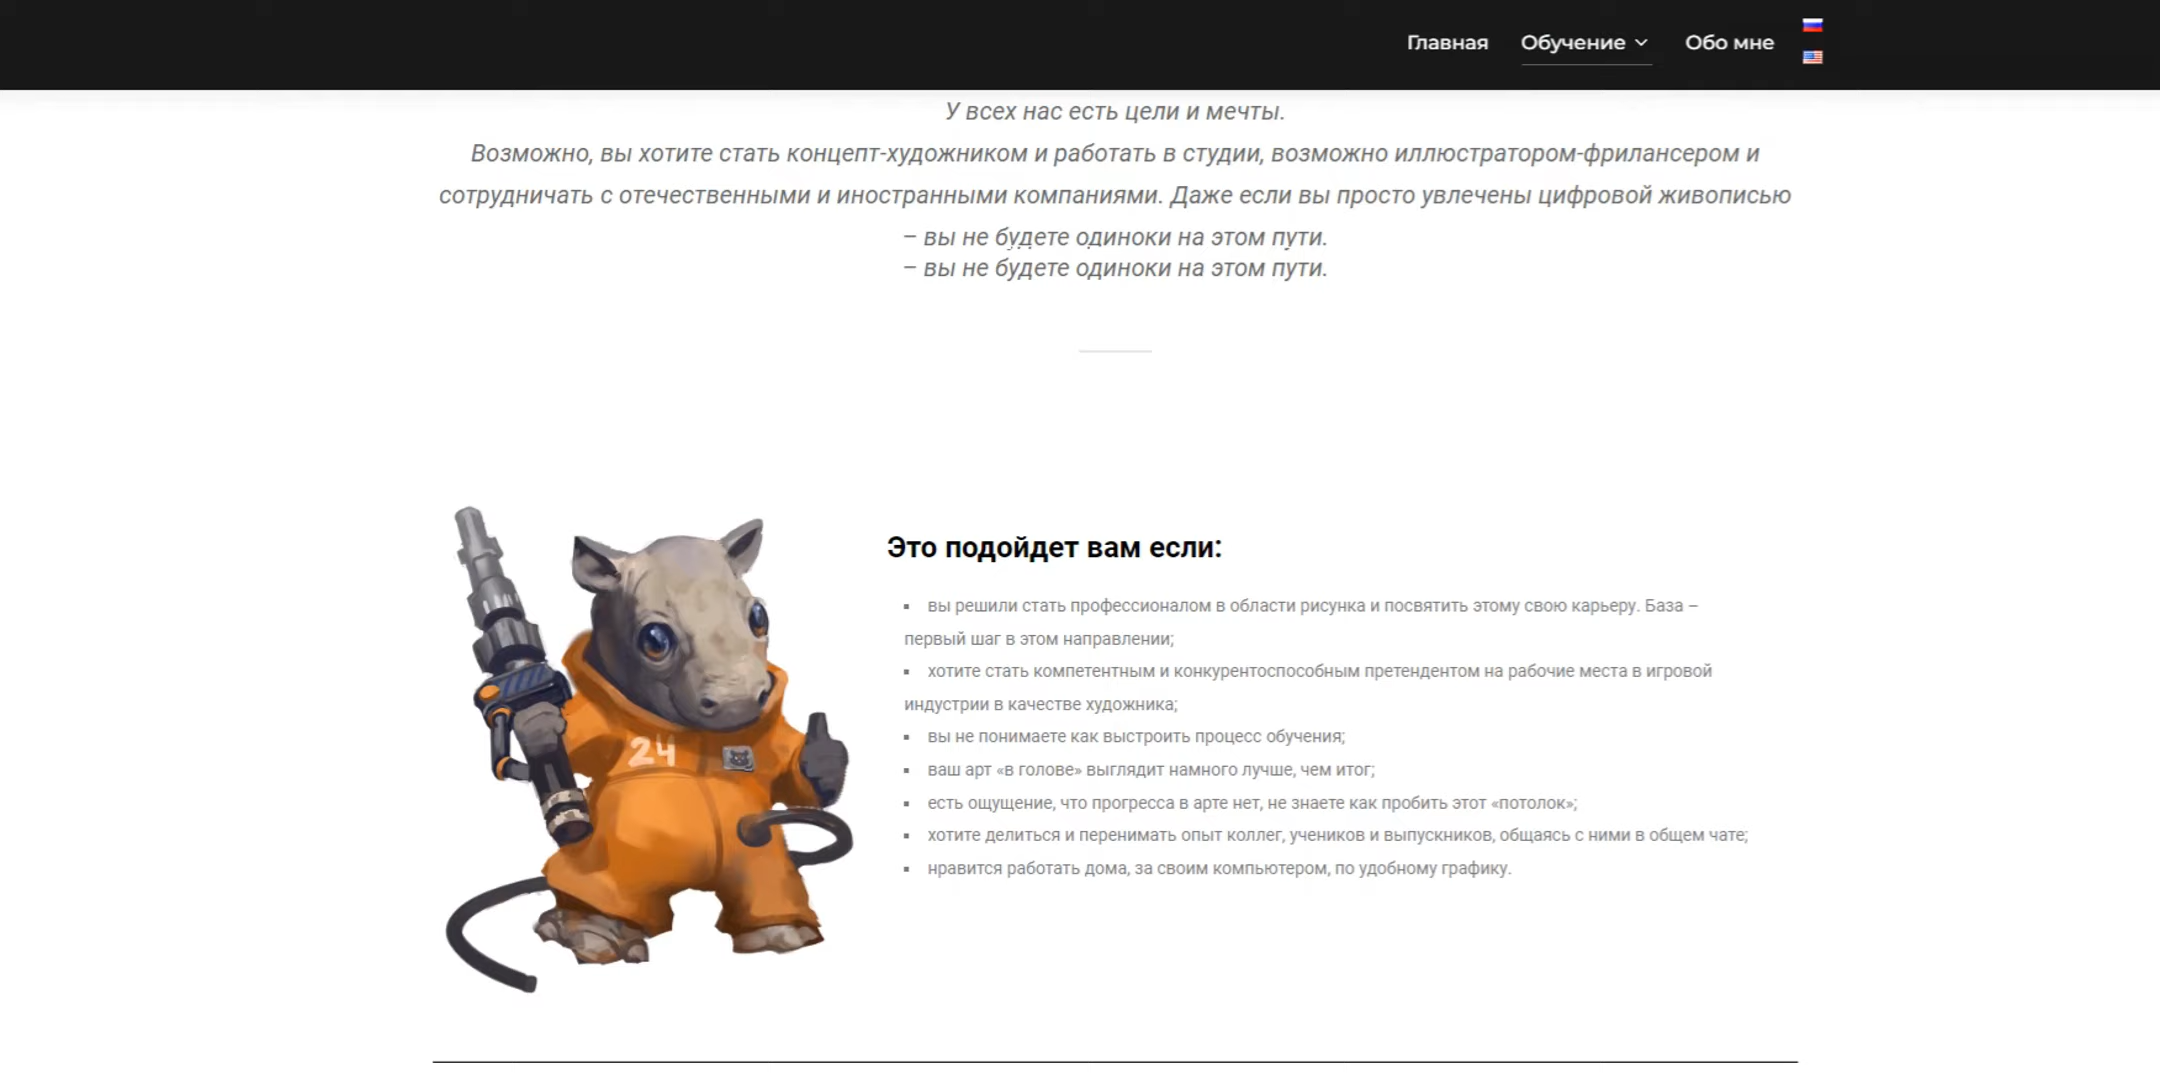 Главная Обучение Обо мне
У всех нас есть цели и мечты.
Возможно, вы хотите стать концепт-художником и работать в студии, возможно иллюстратором-фрилансером и
сотрудничать с отечественными и иностранными компаниями. Даже если вы просто увлечены цифровой живописью
– вы не будете одиноки на этом пути.
– вы не будете одиноки на этом пути.
Это подойдет вам если:
▪ вы решили стать профессионалом в области рисунка и посвятить этому свою карьеру. База –
первый шаг в этом направлении;
▪ хотите стать компетентным и конкурентоспособным претендентом на рабочие места в игровой
индустрии в качестве художника;
▪ вы не понимаете как выстроить процесс обучения;
▪ ваш арт «в голове» выглядит намного лучше, чем итог;
▪ есть ощущение, что прогресса в арте нет, не знаете как пробить этот «потолок»;
▪ хотите делиться и перенимать опыт коллег, учеников и выпускников, общаясь с ними в общем чате;
▪ нравится работать дома, за своим компьютером, по удобному графику.
24